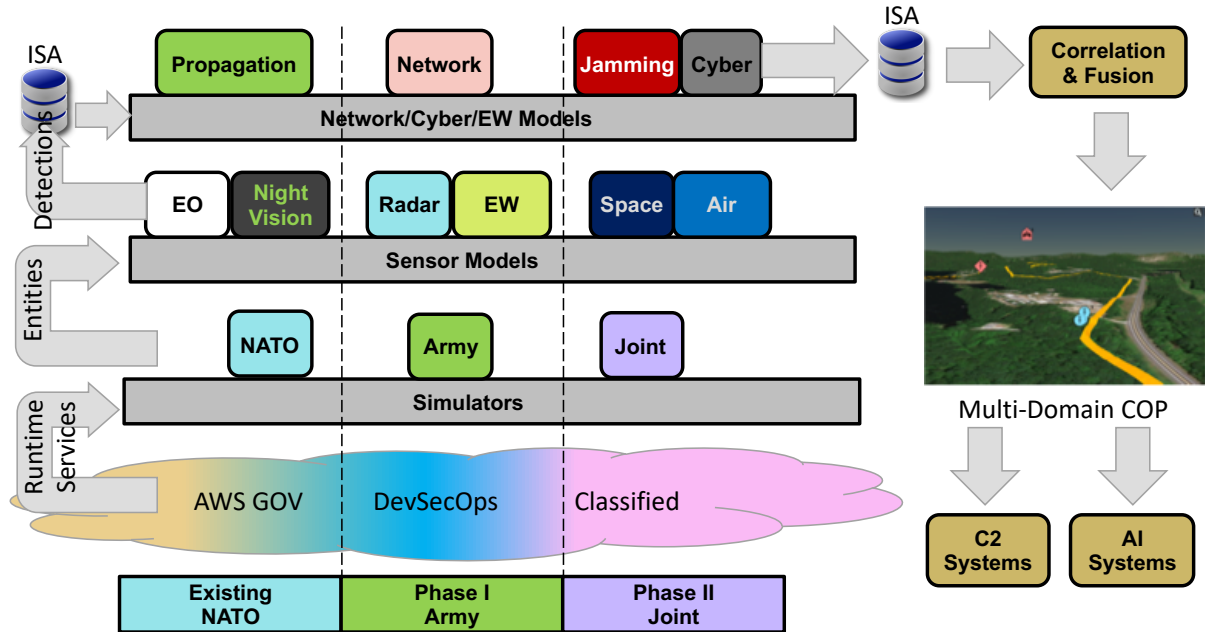 ISA
Propagation
Network
Jamming
Cyber
ISA
Correlation
& Fusion
Network/Cyber/EW Models
Detections
EO
Night
Vision
Radar
EW
Space
Air
Sensor Models
Entities
NATO
Army
Joint
Simulators
Multi-Domain COP
Runtime
Services
AWS GOV
DevSecOps
Classified
C2
Systems
AI
Systems
Existing
NATO
Phase I
Army
Phase II
Joint